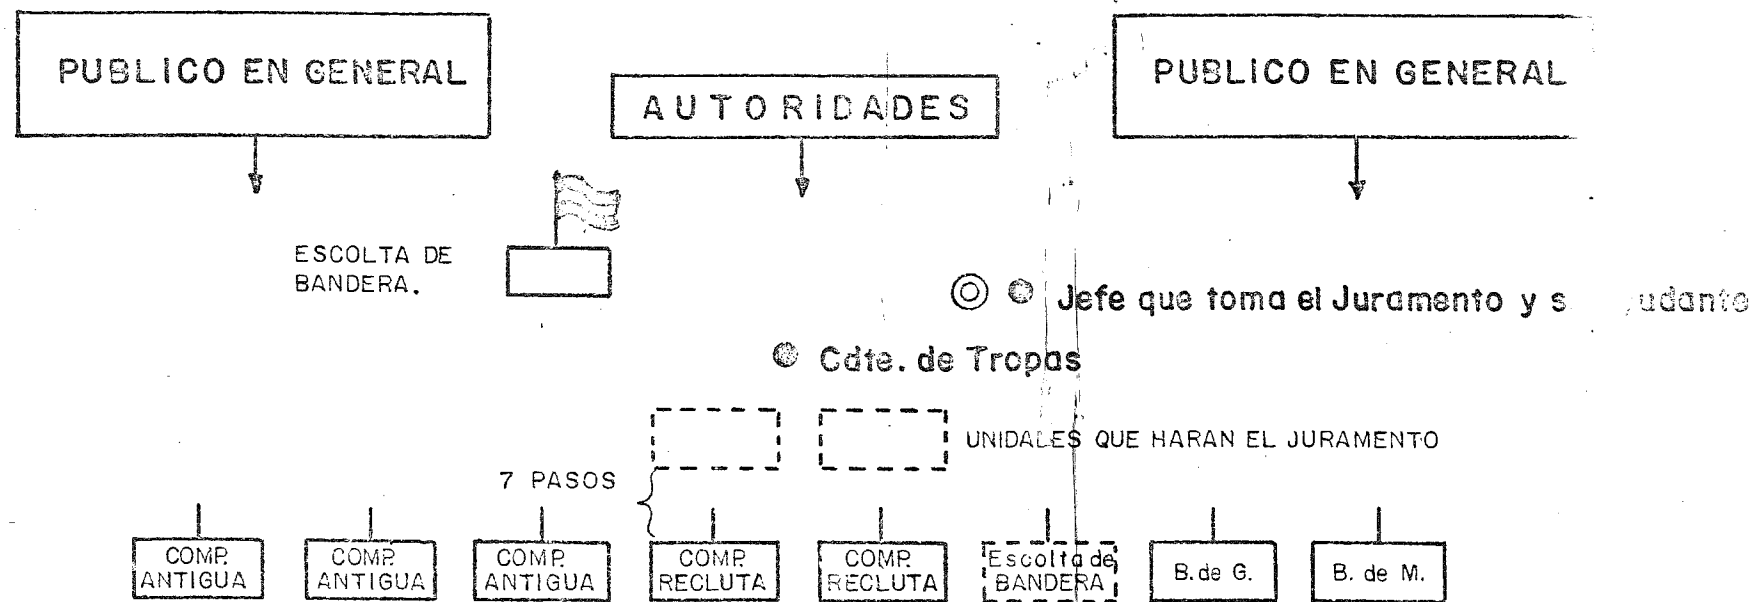 PUBLICO EN GENERAL
AUTORIDADES
PUBLICO EN GENERAL
ESCOLTA DE
BANDERA.
Jefe que toma el Juramento y
Cdte. de Tropas
UNIDALES QUE HARAN EL JURAMENTO
7 PASOS
COMP.
ANTIGUA
COMP.
ANTIGUA
COMP.
ANTIGUA
COMP.
RECLUTA
COMP.
RECLUTA
Escolta de
BANDERA
B. de G.
B. de M.